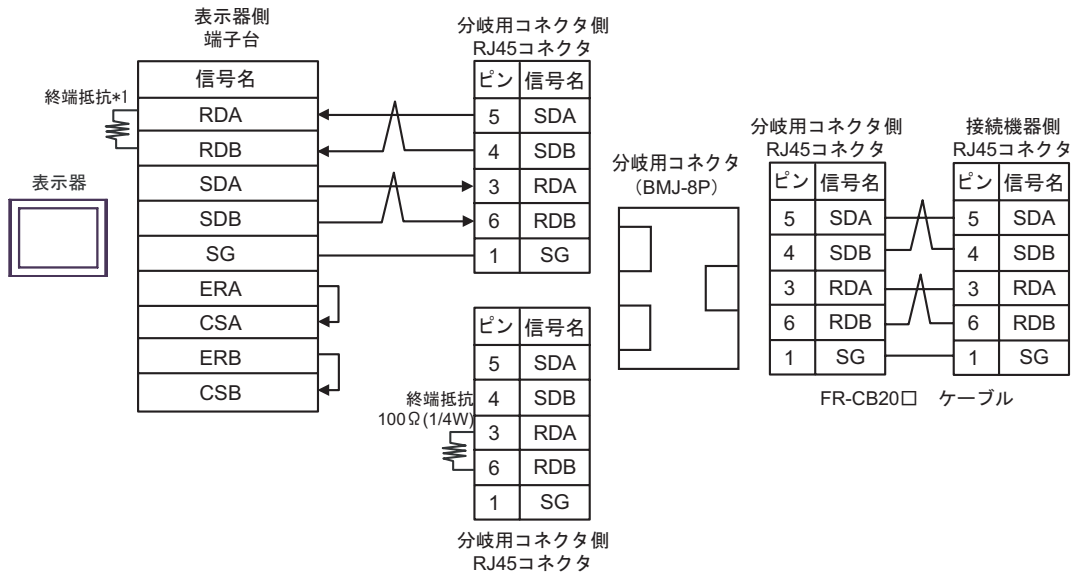 表示器側
端子台
信号名
終端抵抗*1
RDA
RDB
SDA
SDB
SG
ERA
CSA
ERB
CSB
表示器
分岐用コネクタ側
RJ45コネクタ
ピン 信号名
5 SDA
4 SDB
3 RDA
6 RDB
1 SG
ピン 信号名
5 SDA
4 SDB
3 RDA
6 RDB
1 SG
終端抵抗
100Ω(1/4W)
分岐用コネクタ側
RJ45コネクタ
分岐用コネクタ
(BMJ-8P)
分岐用コネクタ側
RJ45コネクタ
ピン 信号名
5 SDA
4 SDB
3 RDA
6 RDB
1 SG
接続機器側
RJ45コネクタ
ピン 信号名
5 SDA
4 SDB
3 RDA
6 RDB
1 SG
FR-CB20□ ケーブル